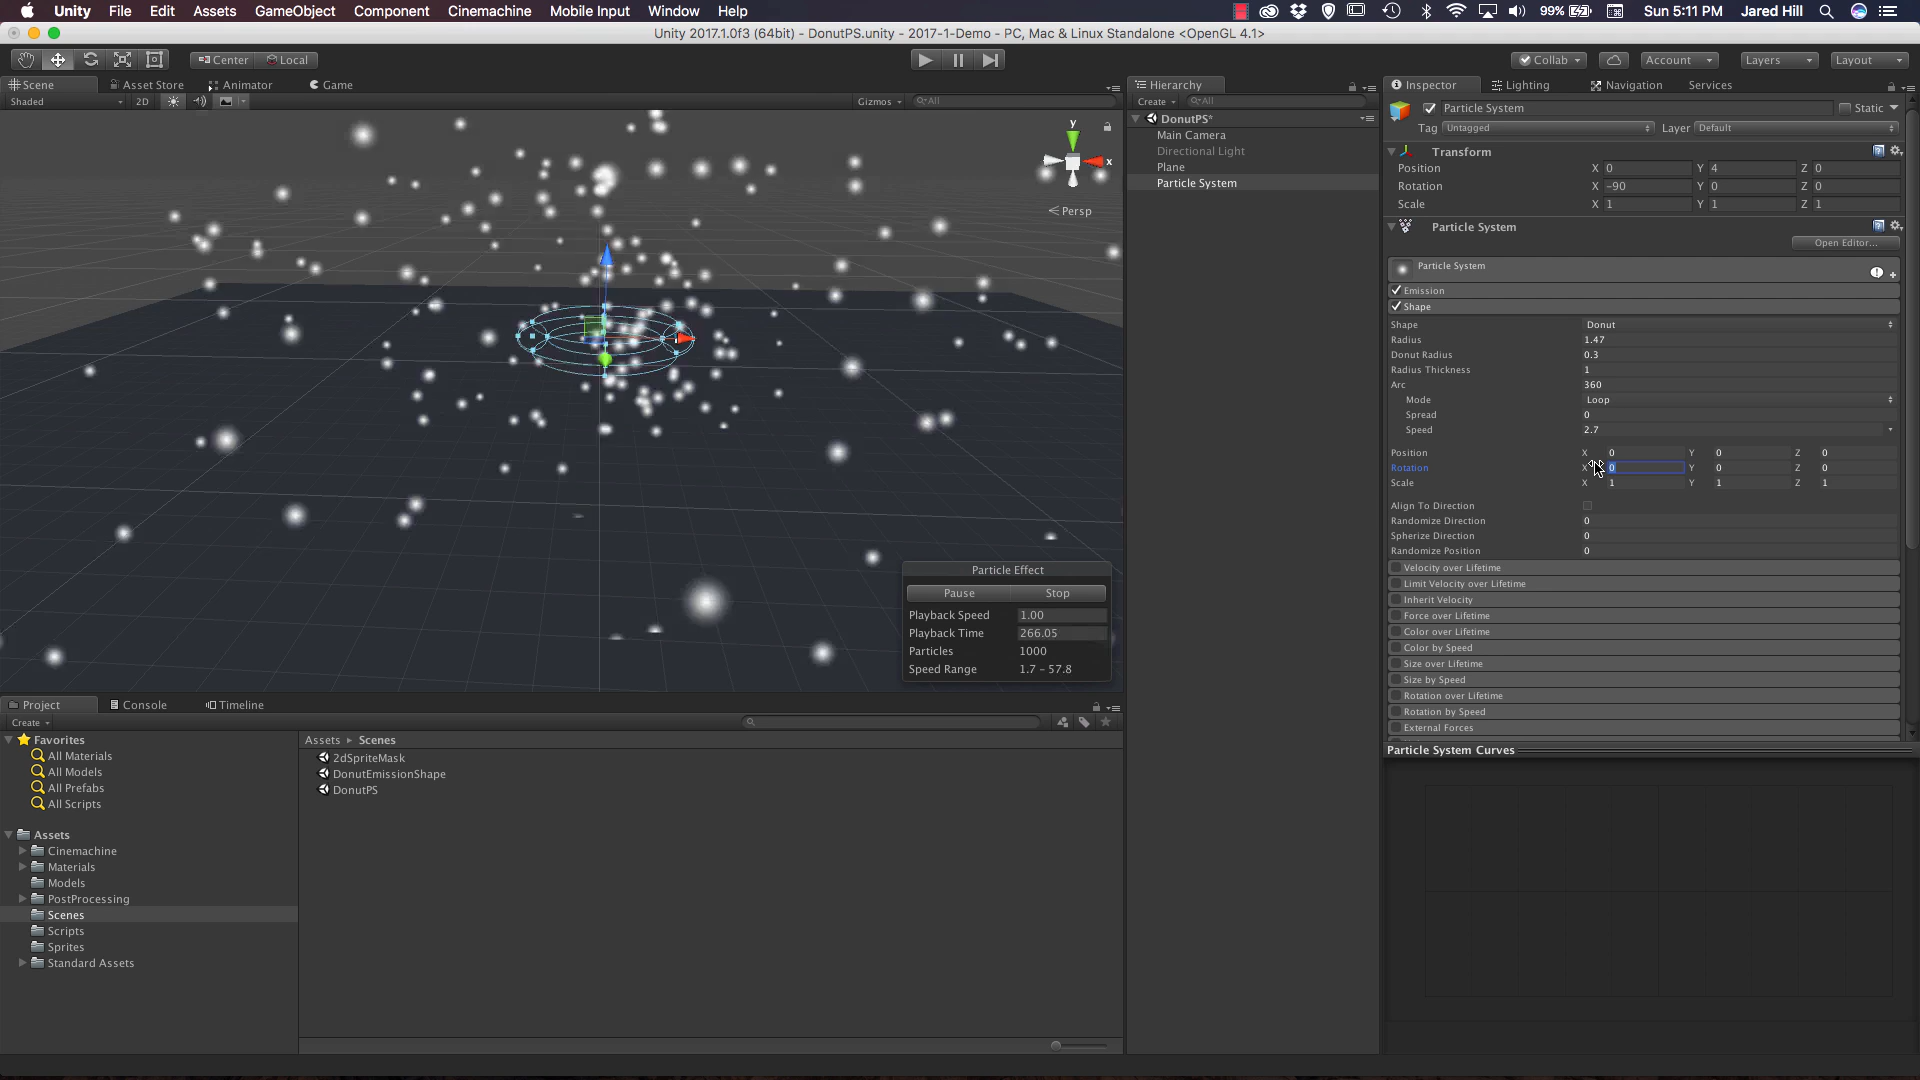 Unity File Edit Assets GameObject Component Cinemachine Mobile Input Window Help 99% Sun 5:11 PM Jared Hill
Unity 2017.1.0f3 (64bit) - DonutPS.unity - 2017-1-Demo - PC, Mac & Linux Standalone <OpenGL 4.1>
Center Local Collab Account Layers Layout
Scene Asset Store Animator Game
Shaded 2D Gizmos All
y
x
Persp
Particle Effect
Pause Stop
Playback Speed 1.00
Playback Time 266.05
Particles 1000
Speed Range 1.7 - 57.8
Hierarchy
Create All
DonutPS*
Main Camera
Directional Light
Plane
Particle System
Inspector Lighting Navigation Services
Particle System Static
Tag Untagged Layer Default
Transform
Position X 0 Y 4 Z 0
Rotation X -90 Y 0 Z 0
Scale X 1 Y 1 Z 1
Particle System
Open Editor...
Particle System
Emission
Shape
Shape Donut
Radius 1.47
Donut Radius 0.3
Radius Thickness 1
Arc 360
Mode Loop
Spread 0
Speed 2.7
Position X 0 Y 0 Z 0
Rotation X 0 Y 0 Z 0
Scale X 1 Y 1 Z 1
Align To Direction
Randomize Direction 0
Spherize Direction 0
Randomize Position 0
Velocity over Lifetime
Limit Velocity over Lifetime
Inherit Velocity
Force over Lifetime
Color over Lifetime
Color by Speed
Size over Lifetime
Size by Speed
Rotation over Lifetime
Rotation by Speed
External Forces
Particle System Curves
Project Console Timeline
Create
Favorites
All Materials
All Models
All Prefabs
All Scripts
Assets
Cinemachine
Materials
Models
PostProcessing
Scenes
Scripts
Sprites
Standard Assets
Assets Scenes
2dSpriteMask
DonutEmissionShape
DonutPS